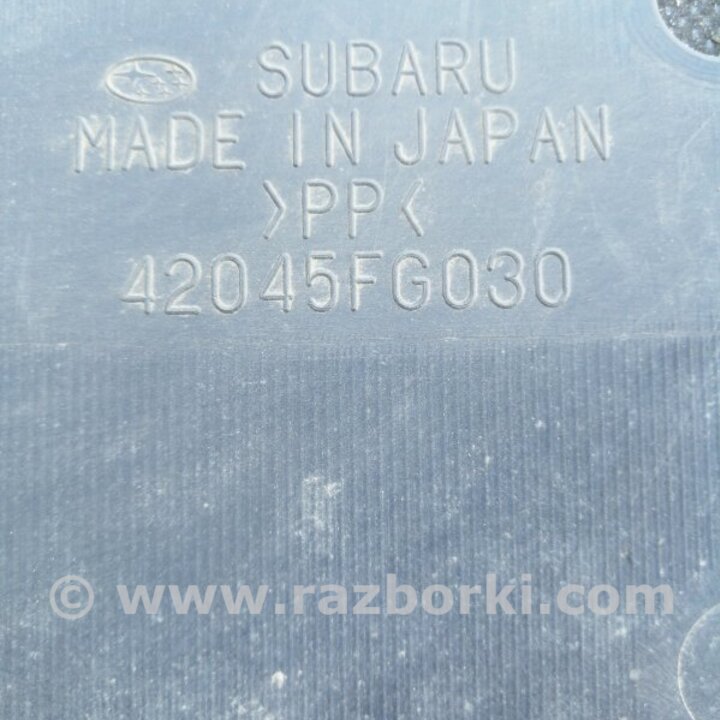 SUBARU
MADE IN JAPAN
>PP<
42045FG030
© www.razborki.com